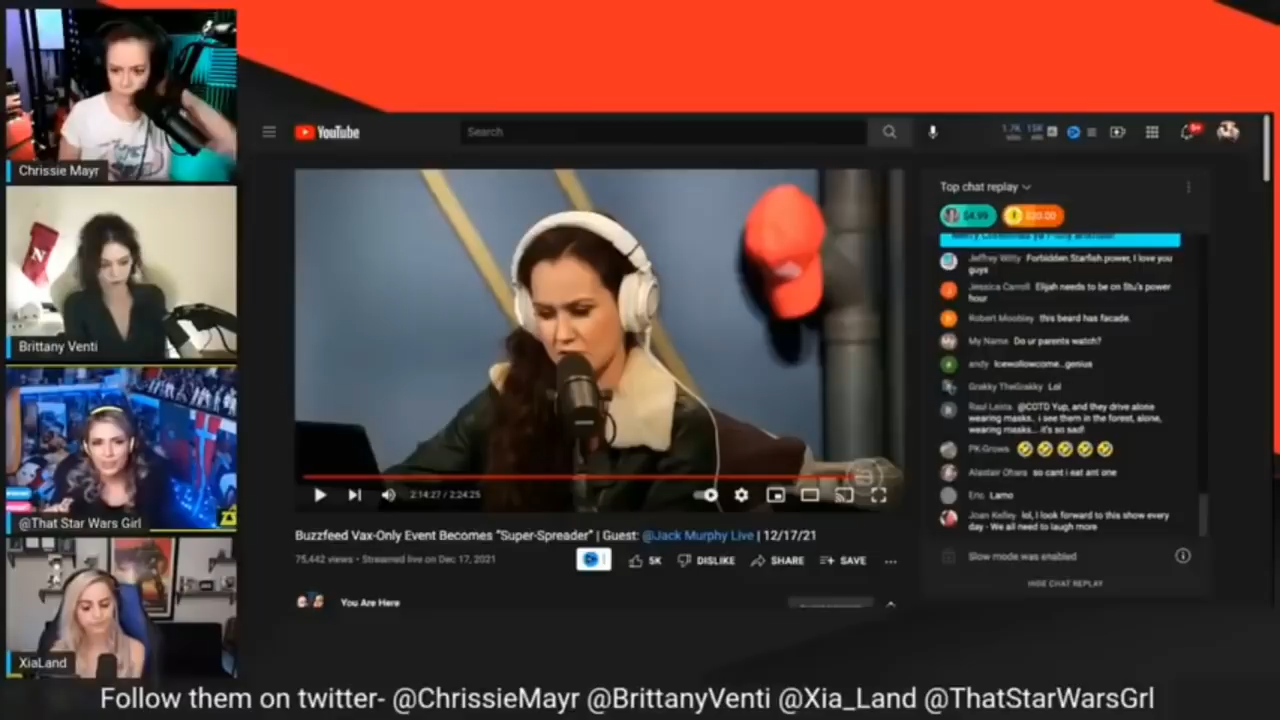 Chrissie Mayr
Brittany Venti
@That Star Wars Girl
XiaLand
YouTube
Search
1.7K 15K
9+
2:14:27 / 2:24:25
Buzzfeed Vax-Only Event Becomes "Super-Spreader" | Guest: @Jack Murphy Live | 12/17/21
75,442 views • Streamed live on Dec 17, 2021
5K DISLIKE SHARE SAVE
You Are Here
Top chat replay
$4.99 $20.00
Jeffrey Witty Forbidden Starfish power, I love you
guys
Jessica Carroll Elijah needs to be on Stu's power
hour
Robert Moobley this beard has facade.
My Name Do ur parents watch?
andy Icewallowcome...genius
Grakky TheGrakky Lol
Raul Leiria @COTD Yup, and they drive alone
wearing masks.. i see them in the forest, alone,
wearing masks... it's so sad!
PK Grows
Alastair Ohara so cant i eat ant one
Eric Lamo
Joan Kelley lol, I look forward to this show every
day - We all need to laugh more
Slow mode was enabled
HIDE CHAT REPLAY
Follow them on twitter- @ChrissieMayr @BrittanyVenti @Xia_Land @ThatStarWarsGrl